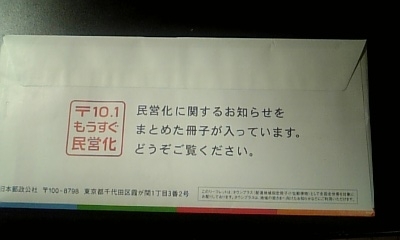 〒10.1
もうすぐ
民営化
民営化に関するお知らせを
まとめた冊子が入っています。
どうぞご覧ください。
日本郵政公社 〒100-8798 東京都千代田区霞が関1丁目3番2号